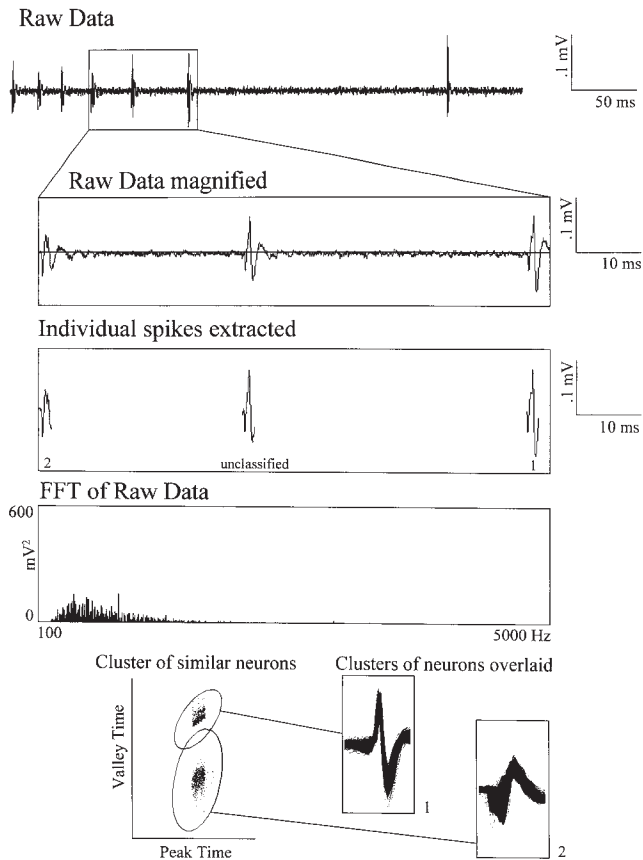 Raw Data
.1 mV
50 ms
Raw Data magnified
.1 mV
10 ms
Individual spikes extracted
.1 mV
10 ms
2
unclassified
1
FFT of Raw Data
600
mV²
0
100
5000 Hz
Cluster of similar neurons
Clusters of neurons overlaid
Valley Time
Peak Time
1
2